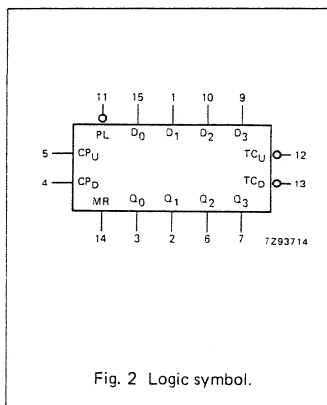 11 15 1 10 9
PL D0 D1 D2 D3
5 CPU TCU 12
4 CPD TCD 13
MR Q0 Q1 Q2 Q3
7Z93714
14 3 2 6 7
Fig. 2 Logic symbol.